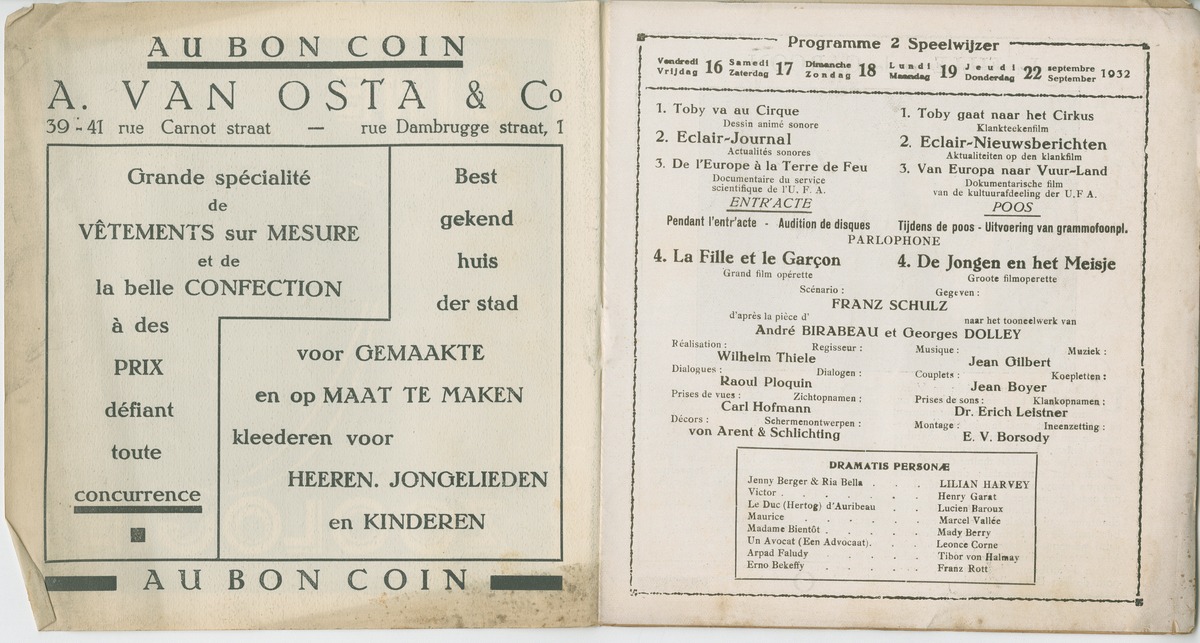 AU BON COIN
A. VAN OSTA & Co
39-41 rue Carnot straat — rue Dambrugge straat, 1
Grande spécialité
de
VÊTEMENTS sur MESURE
et de
la belle CONFECTION
à des
PRIX
défiant
toute
concurrence
Best
gekend
huis
der stad
voor GEMAAKTE
en op MAAT TE MAKEN
kleederen voor
HEEREN. JONGELIEDEN
en KINDEREN
AU BON COIN
Programme 2 Speelwijzer
Vendredi Vrijdag 16 Samedi Zaterdag 17 Dimanche Zondag 18 Lundi Maandag 19 Jeudi Donderdag 22 septembre September 1932
1. Toby va au Cirque
Dessin animé sonore
2. Eclair-Journal
Actualités sonores
3. De l'Europe à la Terre de Feu
Documentaire du service
scientifique de l'U. F. A.
ENTR'ACTE
Pendant l'entr'acte - Audition de disques
1. Toby gaat naar het Cirkus
Klankteekenfilm
2. Eclair-Nieuwsberichten
Aktualiteiten op den klankfilm
3. Van Europa naar Vuur-Land
Dokumentarische film
van de kultuurafdeeling der U.F A.
POOS
Tijdens de poos - Uitvoering van grammofoonpl.
PARLOPHONE
4. La Fille et le Garçon
Grand film opérette
4. De Jongen en het Meisje
Groote filmoperette
Scénario : Gegeven :
FRANZ SCHULZ
d'après la pièce d' naar het tooneelwerk van
André BIRABEAU et Georges DOLLEY
Réalisation : Regisseur :
Wilhelm Thiele
Dialogues : Dialogen :
Raoul Ploquin
Prises de vues : Zichtopnamen :
Carl Hofmann
Décors : Schermenontwerpen :
von Arent & Schlichting
Musique : Muziek :
Jean Gilbert
Couplets : Koepletten :
Jean Boyer
Prises de sons : Klankopnamen :
Dr. Erich Leistner
Montage : Ineenzetting :
E. V. Borsody
DRAMATIS PERSONÆ
Jenny Berger & Ria Bella . . . LILIAN HARVEY
Victor . . . . . . . Henry Garat
Le Duc (Hertog) d'Auribeau . . Lucien Baroux
Maurice . . . . . . Marcel Vallée
Madame Bientôt . . . . . Mady Berry
Un Avocat (Een Advocaat). . . Leonce Corne
Arpad Faludy . . . . . Tibor von Halmay
Erno Bekeffy . . . . . Franz Rott